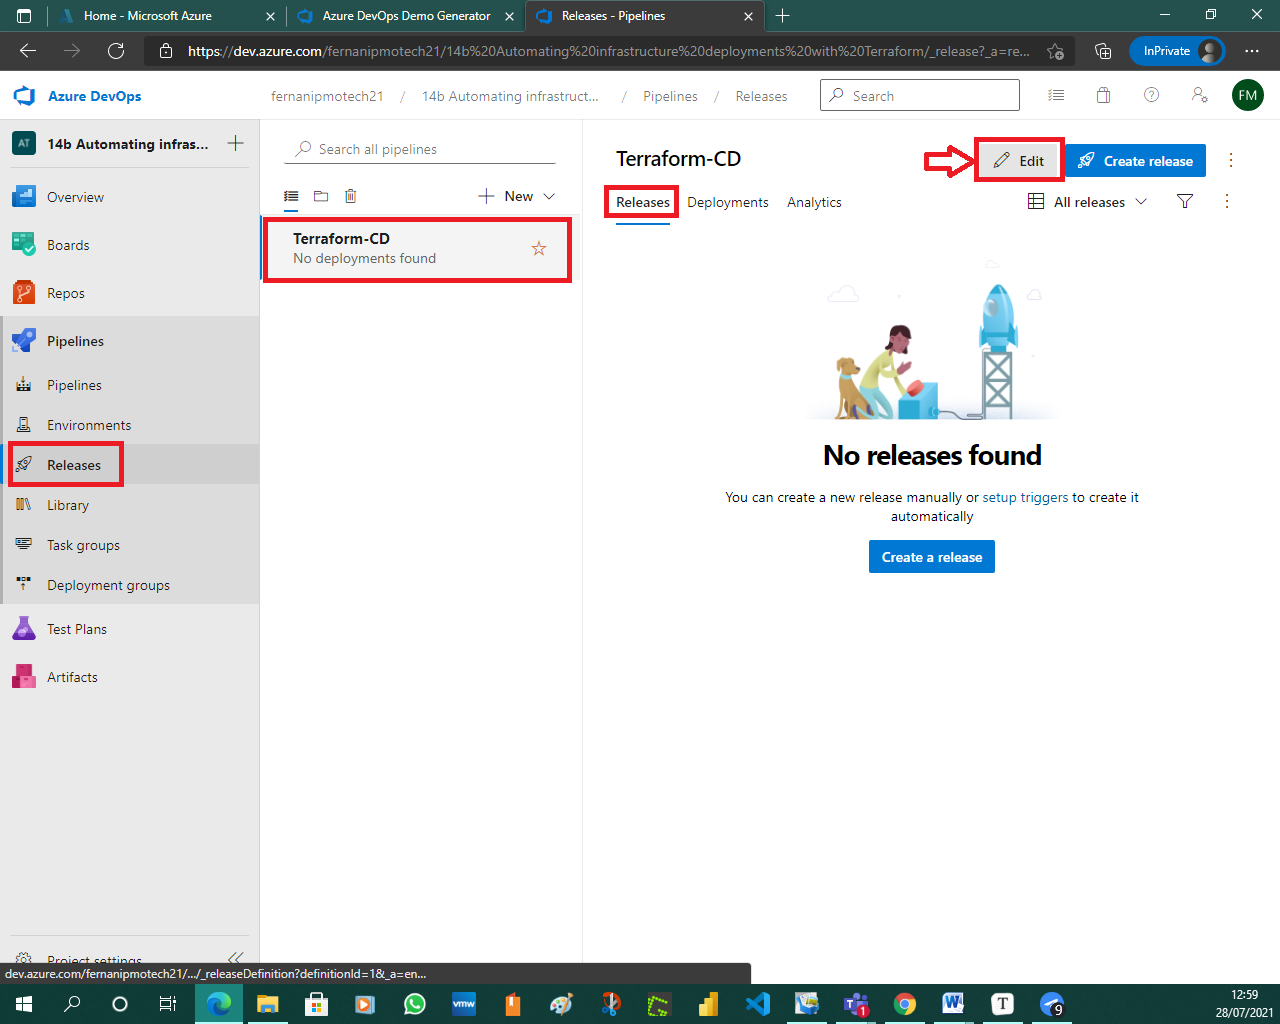 Home - Microsoft Azure
Azure DevOps Demo Generator
Releases - Pipelines
https://dev.azure.com/fernanipmotech21/14b%20Automating%20infrastructure%20deployments%20with%20Terraform/_release?_a=re...
InPrivate
Azure DevOps
fernanipmotech21 / 14b Automating infrastruct... / Pipelines / Releases
Search
FM
AT
14b Automating infras...
Overview
Boards
Repos
Pipelines
Pipelines
Environments
Releases
Library
Task groups
Deployment groups
Test Plans
Artifacts
Project settings
Search all pipelines
New
Terraform-CD
No deployments found
Terraform-CD
Edit
Create release
Releases
Deployments
Analytics
All releases
No releases found
You can create a new release manually or setup triggers to create it
automatically
Create a release
dev.azure.com/fernanipmotech21/.../_releaseDefinition?definitionId=1&_a=en...
vmw
1
W
T
9
12:59
28/07/2021